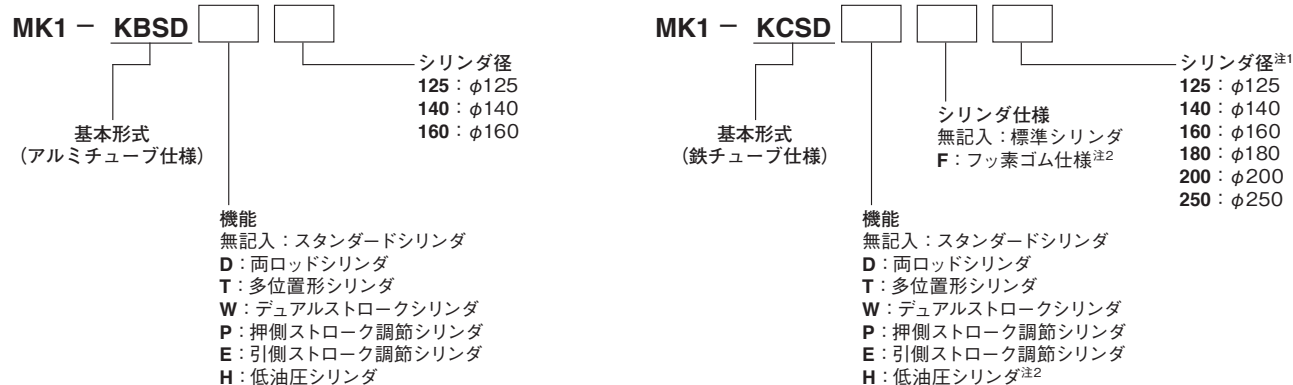 MK1－ KBSD
シリンダ径
125：φ125
140：φ140
160：φ160
基本形式
（アルミチューブ仕様）
機能
無記入：スタンダードシリンダ
D：両ロッドシリンダ
T：多位置形シリンダ
W：デュアルストロークシリンダ
P：押側ストローク調節シリンダ
E：引側ストローク調節シリンダ
H：低油圧シリンダ
MK1－ KCSD
シリンダ径注1
125：φ125
140：φ140
160：φ160
180：φ180
200：φ200
250：φ250
シリンダ仕様
無記入：標準シリンダ
F：フッ素ゴム仕様注2
基本形式
（鉄チューブ仕様）
機能
無記入：スタンダードシリンダ
D：両ロッドシリンダ
T：多位置形シリンダ
W：デュアルストロークシリンダ
P：押側ストローク調節シリンダ
E：引側ストローク調節シリンダ
H：低油圧シリンダ注2